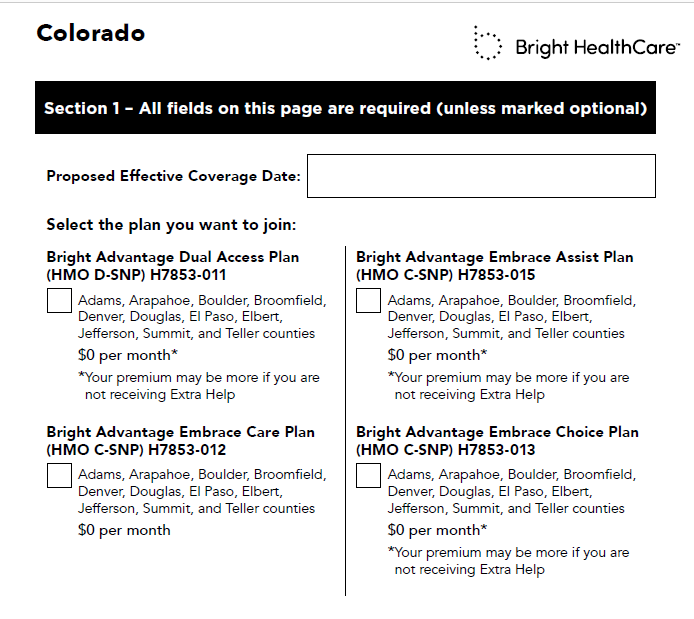 Colorado
Bright HealthCare™
Section 1 – All fields on this page are required (unless marked optional)
Proposed Effective Coverage Date:
Select the plan you want to join:
Bright Advantage Dual Access Plan
(HMO D-SNP) H7853-011
Adams, Arapahoe, Boulder, Broomfield,
Denver, Douglas, El Paso, Elbert,
Jefferson, Summit, and Teller counties
$0 per month*
*Your premium may be more if you are
not receiving Extra Help
Bright Advantage Embrace Care Plan
(HMO C-SNP) H7853-012
Adams, Arapahoe, Boulder, Broomfield,
Denver, Douglas, El Paso, Elbert,
Jefferson, Summit, and Teller counties
$0 per month
Bright Advantage Embrace Assist Plan
(HMO C-SNP) H7853-015
Adams, Arapahoe, Boulder, Broomfield,
Denver, Douglas, El Paso, Elbert,
Jefferson, Summit, and Teller counties
$0 per month*
*Your premium may be more if you are
not receiving Extra Help
Bright Advantage Embrace Choice Plan
(HMO C-SNP) H7853-013
Adams, Arapahoe, Boulder, Broomfield,
Denver, Douglas, El Paso, Elbert,
Jefferson, Summit, and Teller counties
$0 per month*
*Your premium may be more if you are
not receiving Extra Help